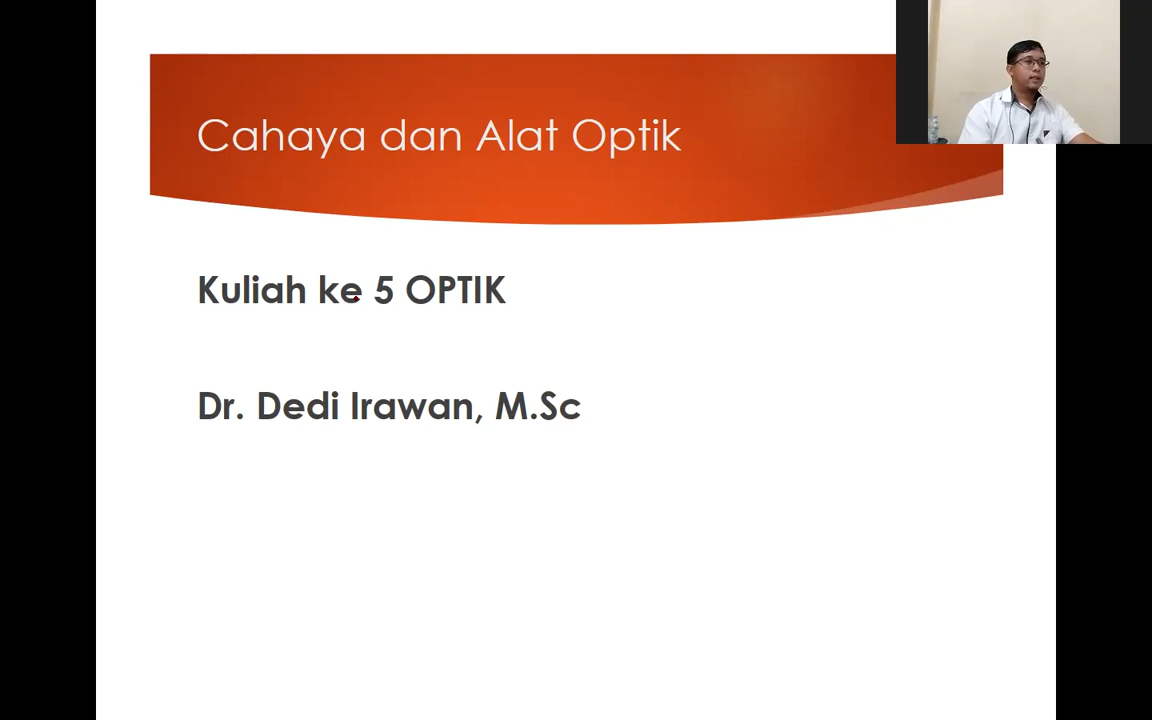 Cahaya dan Alat Optik
Kuliah ke 5 OPTIK
Dr. Dedi Irawan, M.Sc